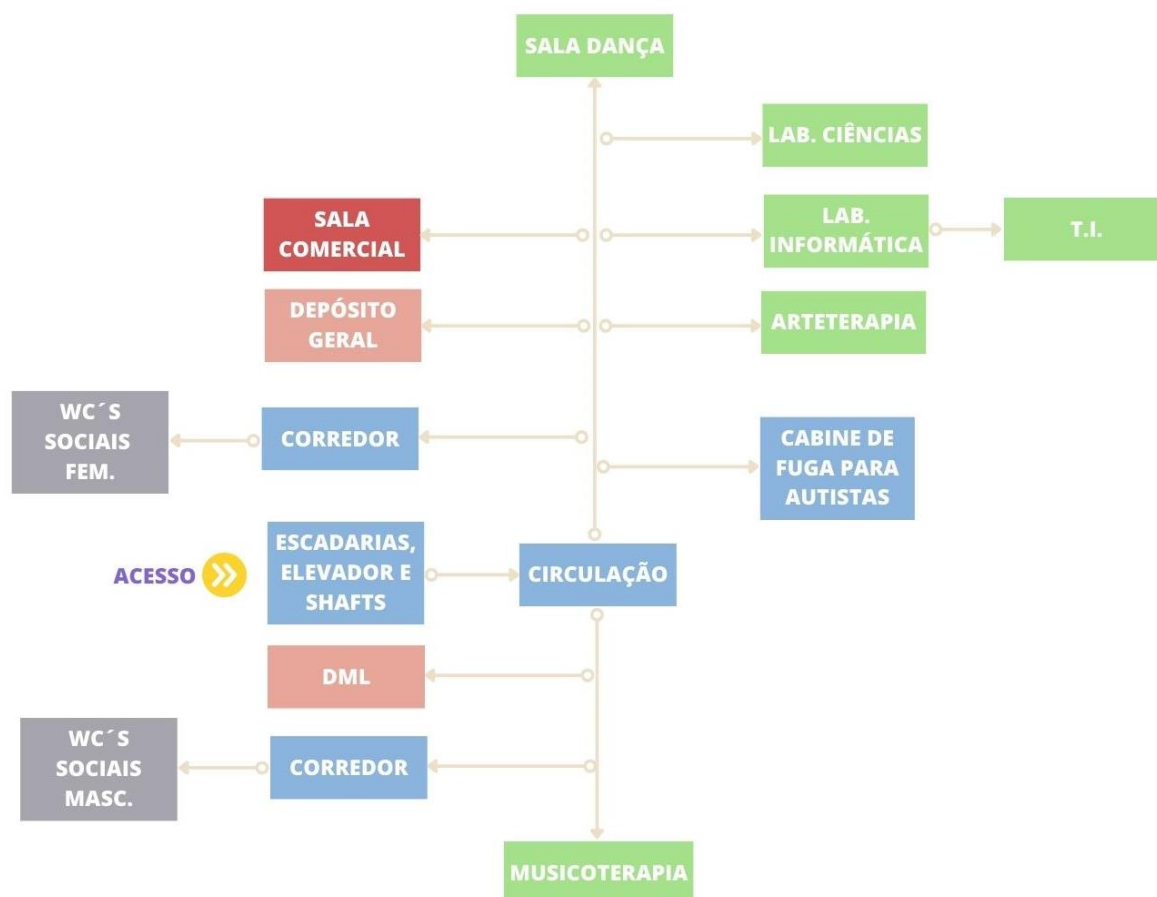 SALA DANÇA
LAB. CIÊNCIAS
SALA
COMERCIAL
LAB.
INFORMÁTICA
T.I.
DEPÓSITO
GERAL
ARTETERAPIA
WC´S
SOCIAIS
FEM.
CORREDOR
CABINE DE
FUGA PARA
AUTISTAS
ACESSO
ESCADARIAS,
ELEVADOR E
SHAFTS
CIRCULAÇÃO
DML
WC´S
SOCIAIS
MASC.
CORREDOR
MUSICOTERAPIA